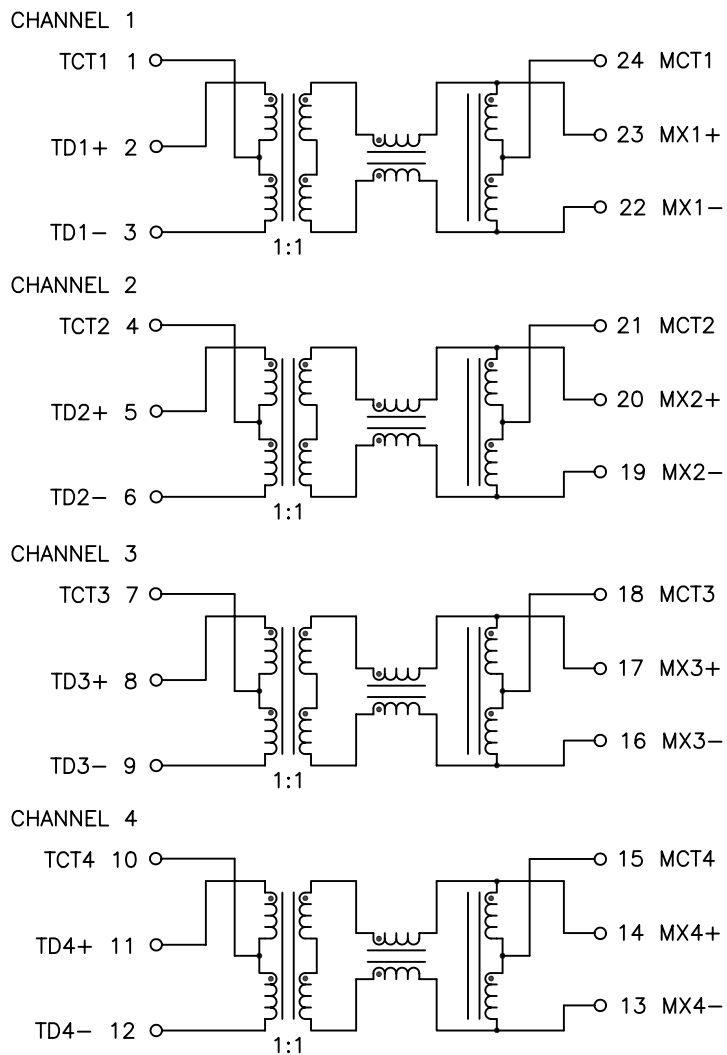 CHANNEL 1
TCT1 1
24 MCT1
TD1+ 2
23 MX1+
22 MX1-
TD1- 3
1:1
CHANNEL 2
TCT2 4
21 MCT2
TD2+ 5
20 MX2+
19 MX2-
TD2- 6
1:1
CHANNEL 3
TCT3 7
18 MCT3
TD3+ 8
17 MX3+
16 MX3-
TD3- 9
1:1
CHANNEL 4
TCT4 10
15 MCT4
TD4+ 11
14 MX4+
13 MX4-
TD4- 12
1:1